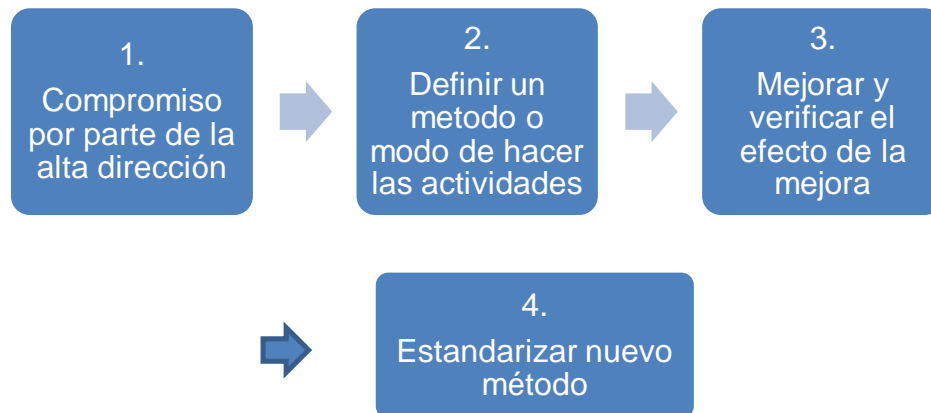 1.
Compromiso
por parte de la
alta dirección
2.
Definir un
metodo o
modo de hacer
las actividades
3.
Mejorar y
verificar el
efecto de la
mejora
4.
Estandarizar nuevo
método